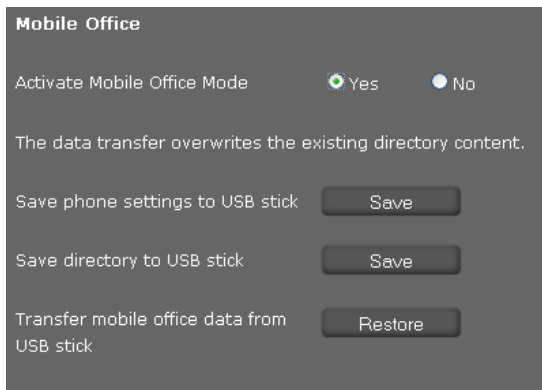 Mobile Office
Activate Mobile Office Mode Yes No
The data transfer overwrites the existing directory content.
Save phone settings to USB stick Save
Save directory to USB stick Save
Transfer mobile office data from Restore
USB stick